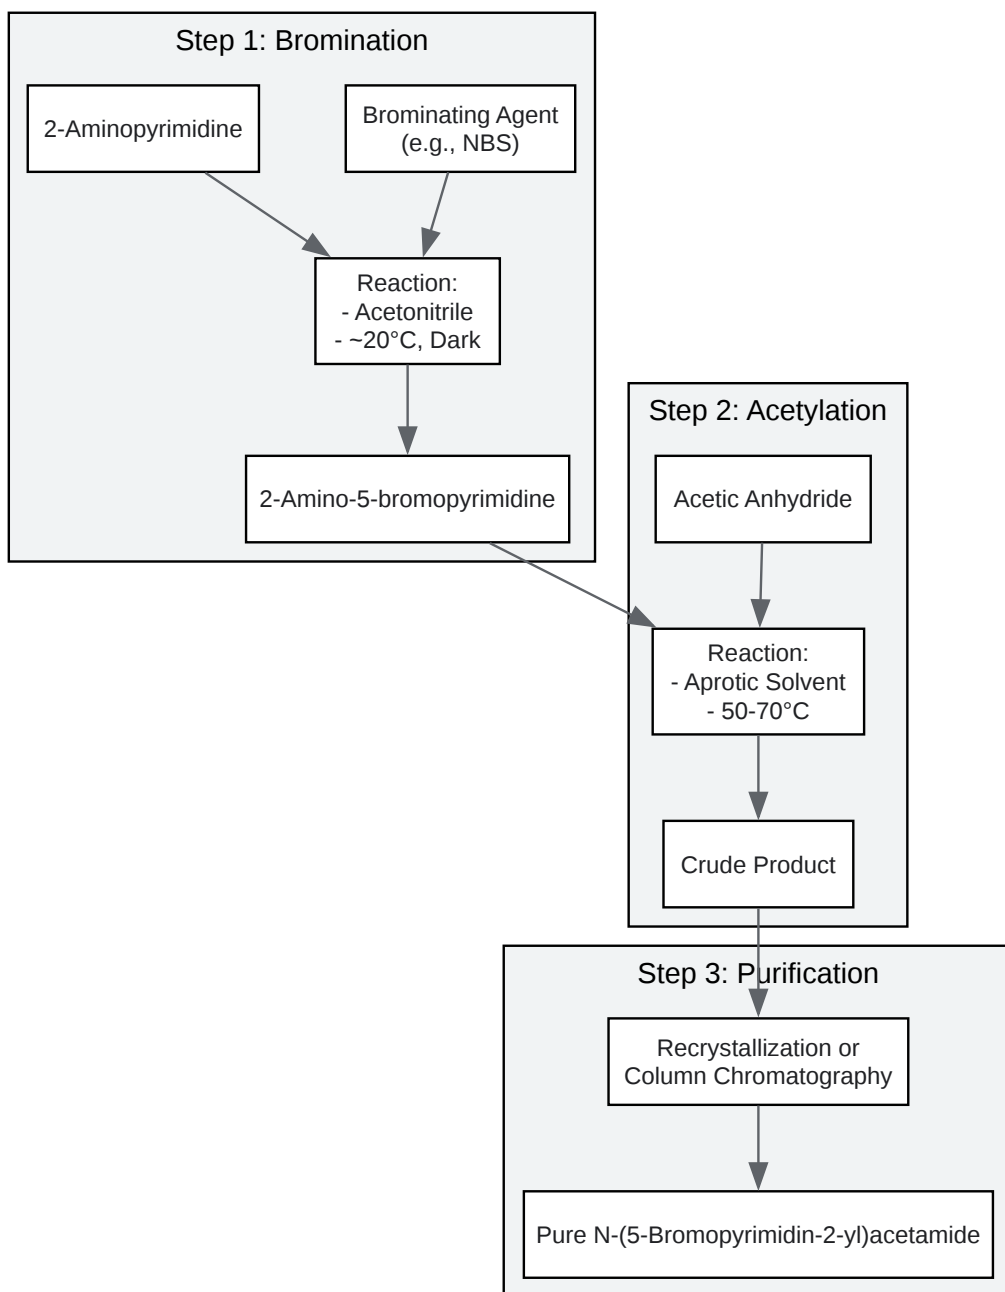 Step 1: Bromination
2-Aminopyrimidine
Brominating Agent
(e.g., NBS)
Reaction:
- Acetonitrile
- ~20°C, Dark
2-Amino-5-bromopyrimidine
Step 2: Acetylation
Acetic Anhydride
Reaction:
- Aprotic Solvent
- 50-70°C
Crude Product
Step 3: Purification
Recrystallization or
Column Chromatography
Pure N-(5-Bromopyrimidin-2-yl)acetamide